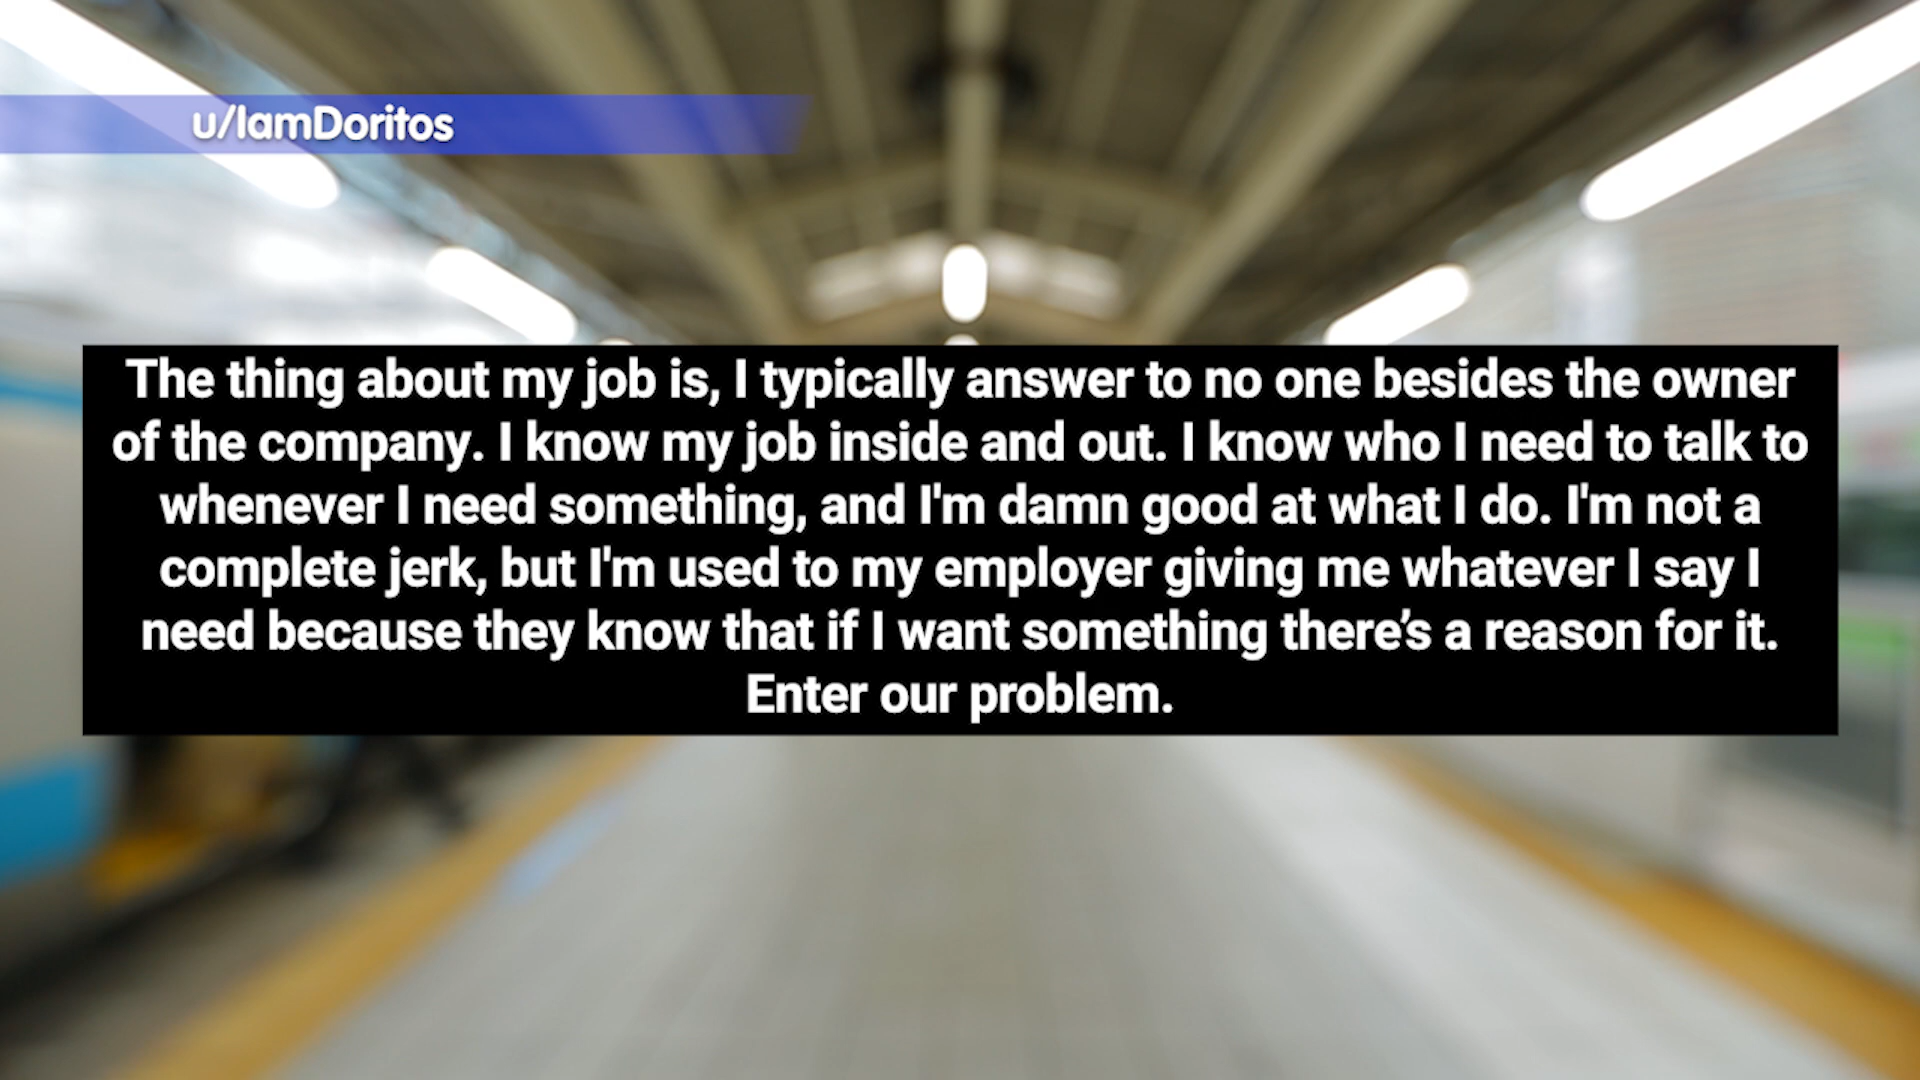 u/IamDoritos
The thing about my job is, I typically answer to no one besides the owner
of the company. I know my job inside and out. I know who I need to talk to
whenever I need something, and I'm damn good at what I do. I'm not a
complete jerk, but I'm used to my employer giving me whatever I say I
need because they know that if I want something there’s a reason for it.
Enter our problem.